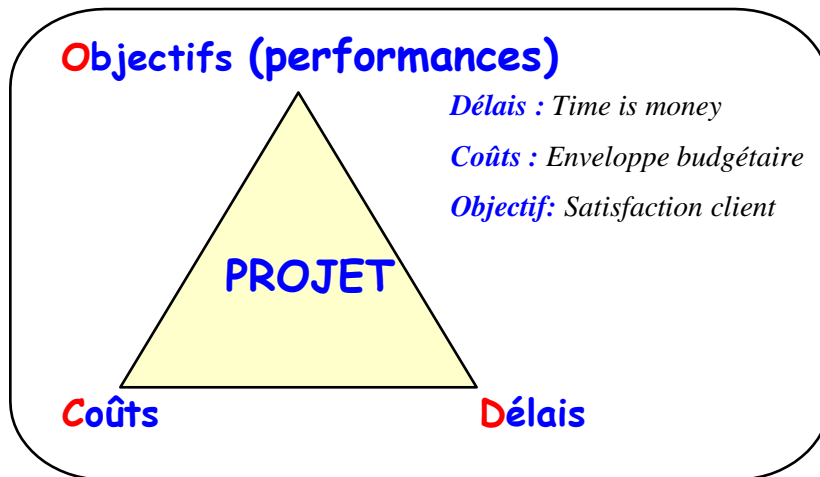 Objectifs (performances)
Délais : Time is money
Coûts : Enveloppe budgétaire
Objectif: Satisfaction client
PROJET
Coûts
Délais